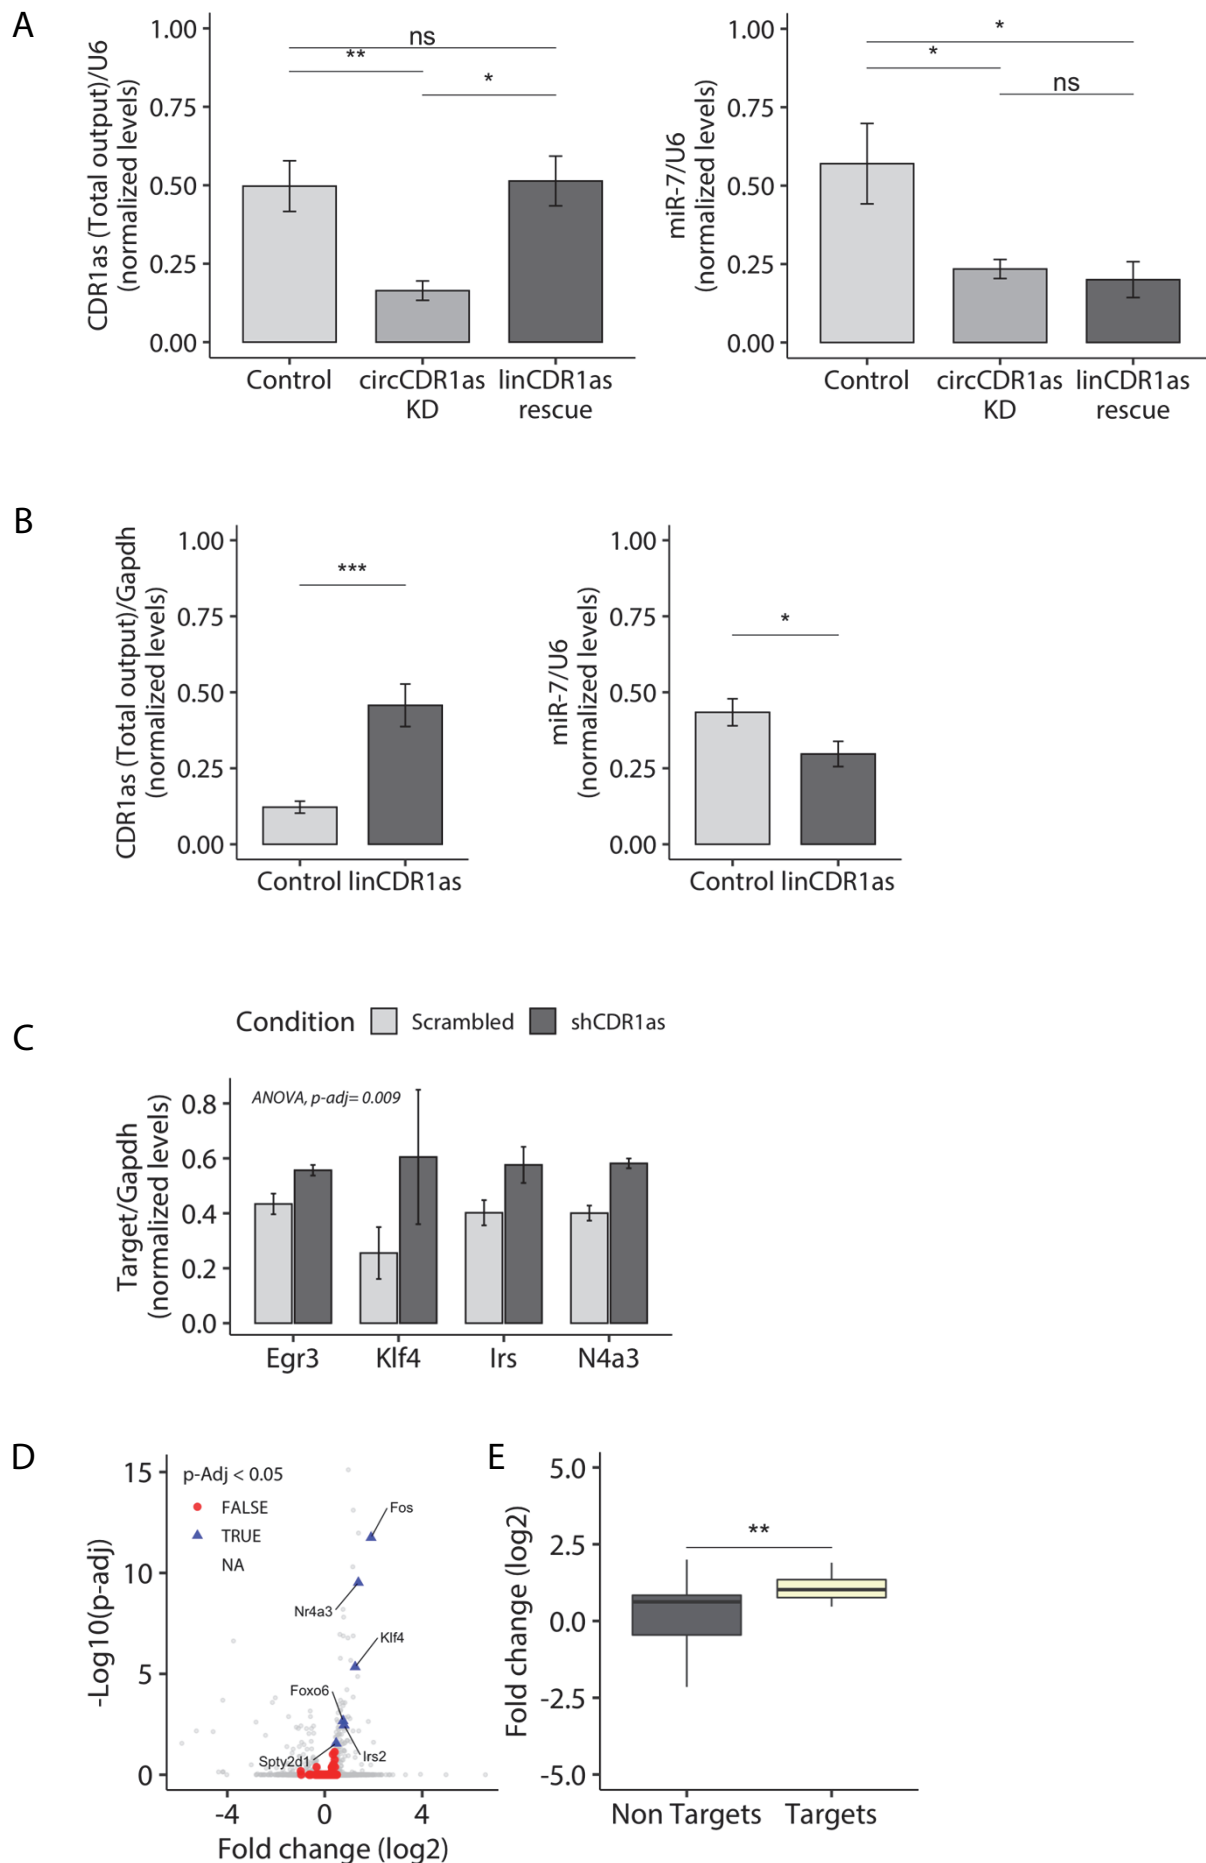 A
CDR1as (Total output)/U6
(normalized levels)
1.00
0.75
0.50
0.25
0.00
ns
**
*
Control
circCDR1as
KD
linCDR1as
rescue
miR-7/U6
(normalized levels)
1.00
0.75
0.50
0.25
0.00
*
*
ns
Control
circCDR1as
KD
linCDR1as
rescue
B
CDR1as (Total output)/Gapdh
(normalized levels)
1.00
0.75
0.50
0.25
0.00
***
Control linCDR1as
miR-7/U6
(normalized levels)
1.00
0.75
0.50
0.25
0.00
*
Control linCDR1as
C
Condition Scrambled shCDR1as
Target/Gapdh
(normalized levels)
ANOVA, p-adj= 0.009
0.8
0.6
0.4
0.2
0.0
Egr3 Klf4 Irs N4a3
D
-Log10(p-adj)
15
10
5
0
p-Adj < 0.05
FALSE
TRUE
NA
Fos
Nr4a3
Klf4
Foxo6
Spty2d1
Irs2
-4 0 4
Fold change (log2)
E
Fold change (log2)
5.0
2.5
0.0
-2.5
-5.0
**
Non Targets Targets